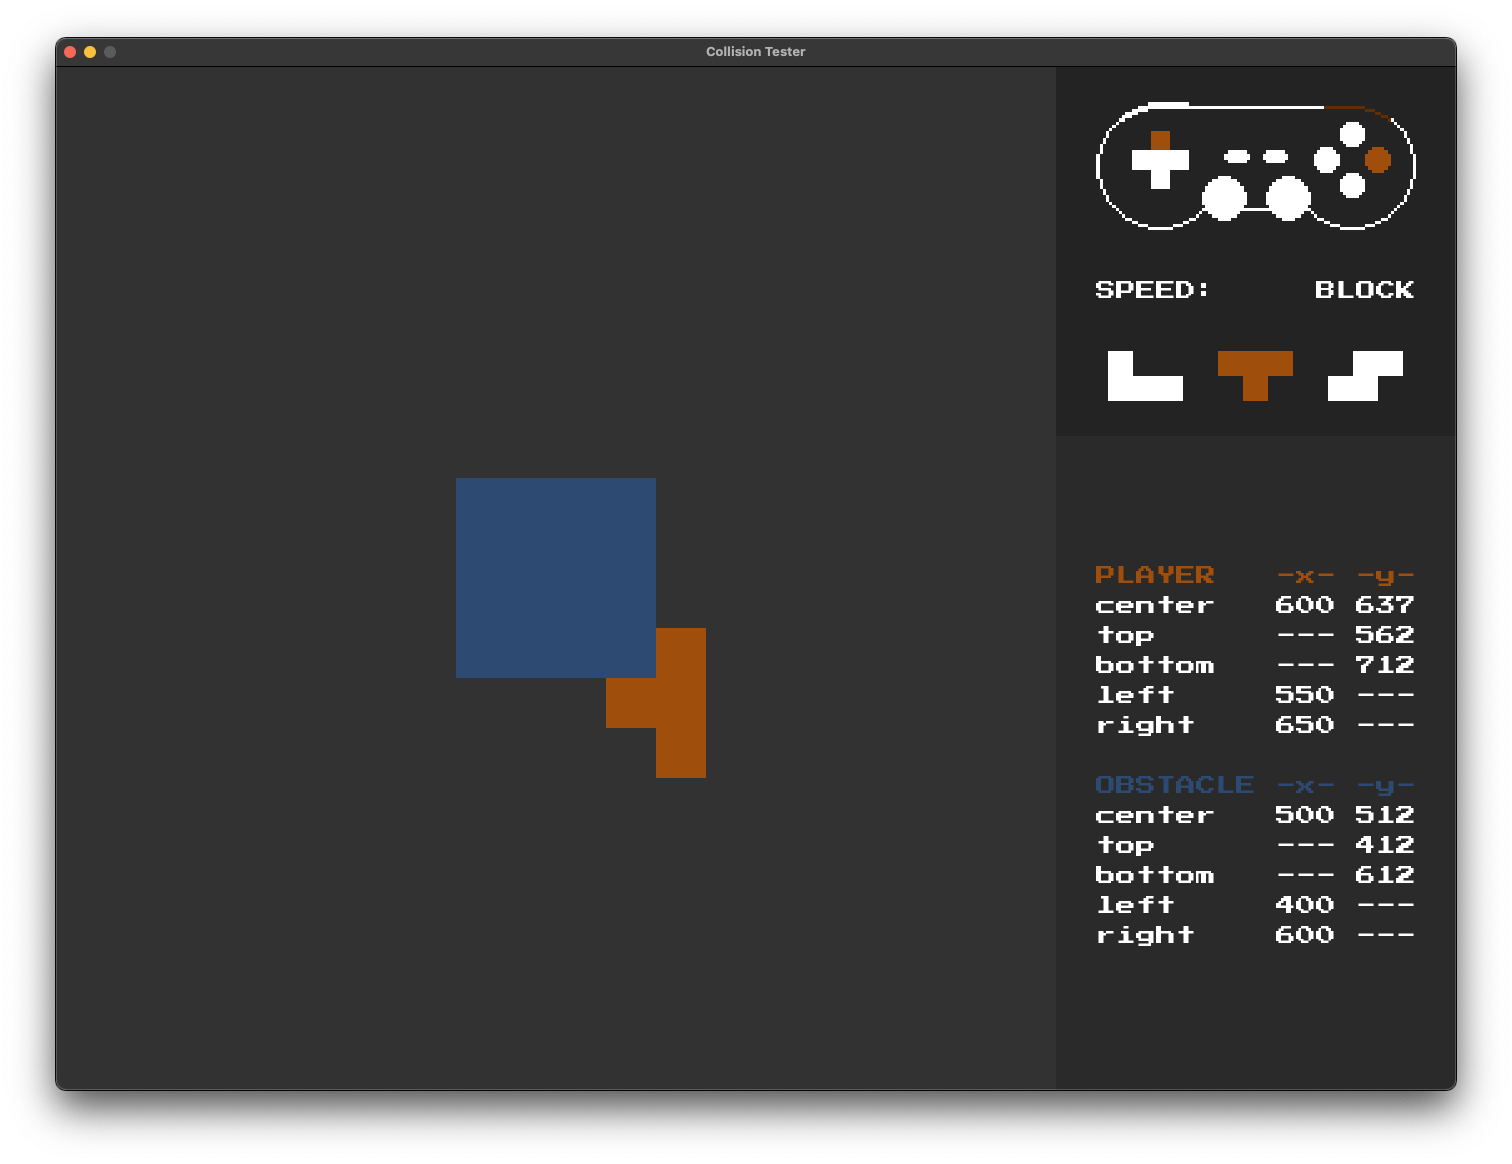 Collision Tester
SPEED: BLOCK
PLAYER -x- -y-
center 600 637
top --- 562
bottom --- 712
left 550 ---
right 650 ---
OBSTACLE -x- -y-
center 500 512
top --- 412
bottom --- 612
left 400 ---
right 600 ---